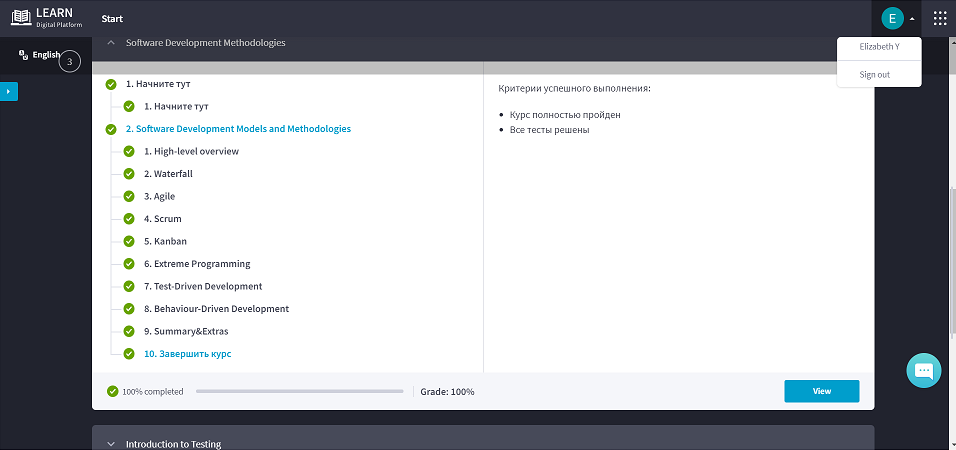 LEARN
Digital Platform
Start
E
Elizabeth Y
Sign out
English
3
Software Development Methodologies
1. Начните тут
1. Начните тут
2. Software Development Models and Methodologies
1. High-level overview
2. Waterfall
3. Agile
4. Scrum
5. Kanban
6. Extreme Programming
7. Test-Driven Development
8. Behaviour-Driven Development
9. Summary&Extras
10. Завершить курс
Критерии успешного выполнения:
Курс полностью пройден
Все тесты решены
100% completed
Grade: 100%
View
Introduction to Testing